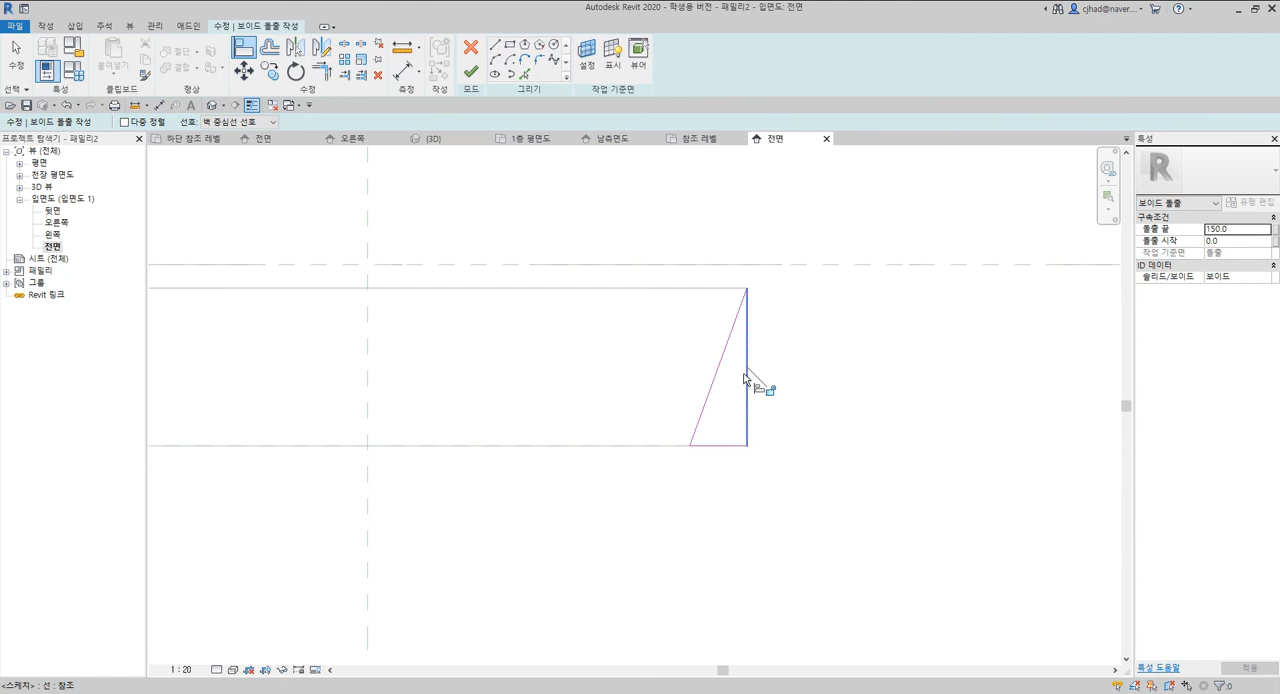 Autodesk Revit 2020 - 학생용 버전 - 패밀리2 - 입면도: 전면
cjhad@naver....
파일 작성 삽입 주석 뷰 관리 애드인 수정 | 보이드 돌출 작성
수정 붙여넣기 절단 결합 설정 표시 뷰어
선택 특성 클립보드 형상 수정 측정 작성 모드 그리기 작업 기준면
수정 | 보이드 돌출 작성 다중 정렬 선호: 벽 중심선 선호
프로젝트 탐색기 - 패밀리2
하단 참조 레벨 전면 오른쪽 (3D) 1층 평면도 남측면도 참조 레벨 전면
뷰 (전체)
평면
천장 평면도
3D 뷰
입면도 (입면도 1)
뒷면
오른쪽
왼쪽
전면
시트 (전체)
패밀리
그룹
Revit 링크
특성
보이드 돌출 유형 편집
구속조건
돌출 끝 150.0
돌출 시작 0.0
작업 기준면 돌출
ID 데이터
솔리드/보이드 보이드
1 : 20
특성 도움말 적용
<스케치> : 선 : 참조
:0